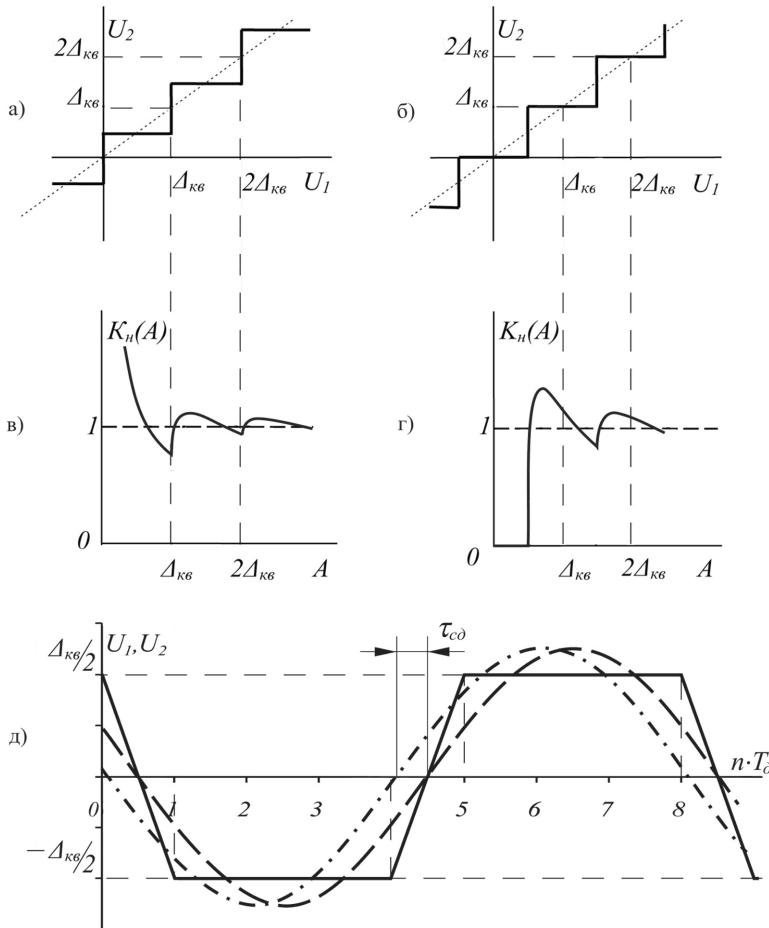 U₂
2Δкв
Δкв
а)
Δкв
2Δкв
U₁
U₂
2Δкв
Δкв
б)
Δкв
2Δкв
U₁
Kн(A)
в)
1
0
Δкв
2Δкв
A
Kн(A)
г)
1
0
Δкв
2Δкв
A
Δкв/2
U₁,U₂
τсд
д)
n·Tд
0
1
2
3
5
6
7
8
−Δкв/2